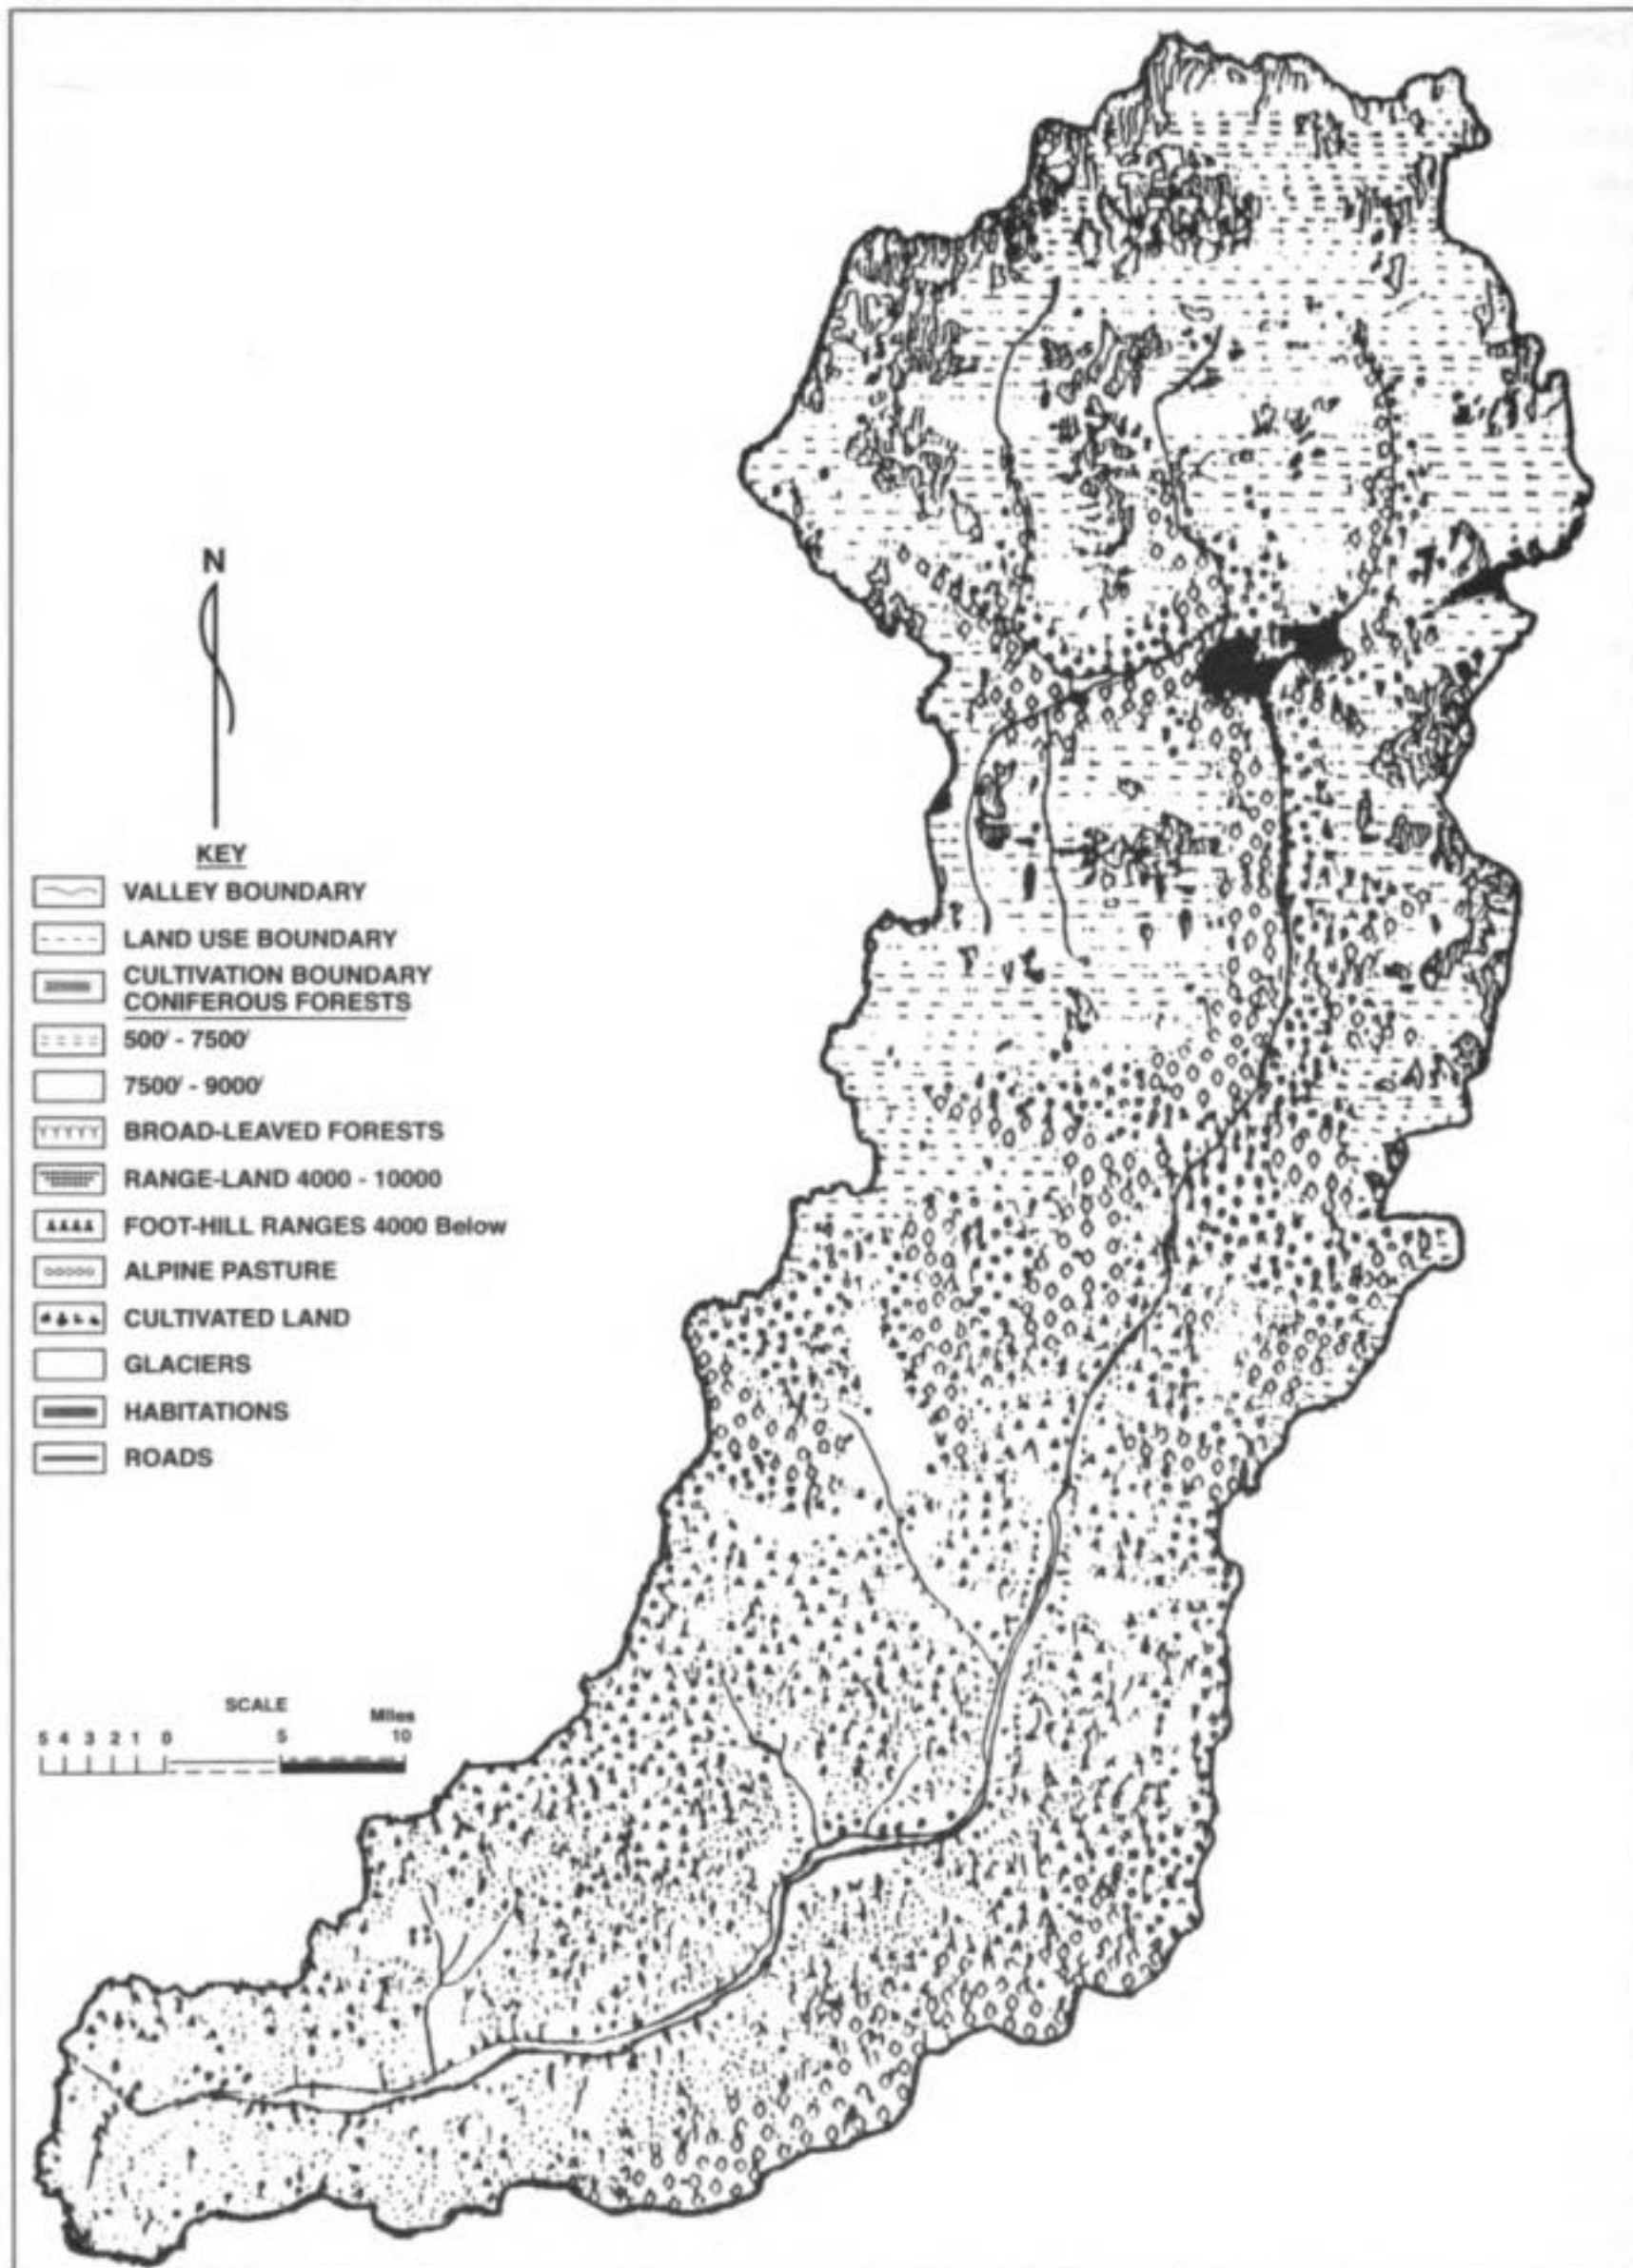 N
KEY
VALLEY BOUNDARY
LAND USE BOUNDARY
CULTIVATION BOUNDARY
CONIFEROUS FORESTS
500' - 7500'
7500' - 9000'
BROAD-LEAVED FORESTS
RANGE-LAND 4000 - 10000
FOOT-HILL RANGES 4000 Below
ALPINE PASTURE
CULTIVATED LAND
GLACIERS
HABITATIONS
ROADS
SCALE
Miles
5 4 3 2 1 0 5 10